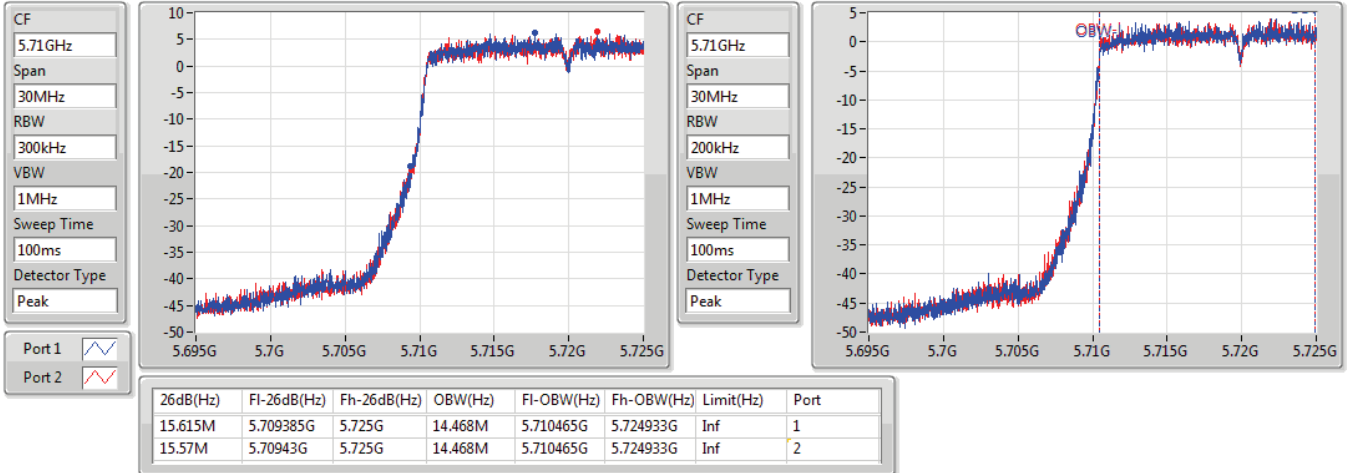 CF
5.71GHz
Span
30MHz
RBW
300kHz
VBW
1MHz
Sweep Time
100ms
Detector Type
Peak
Port 1
Port 2
10
5
0
-5
-10
-15
-20
-25
-30
-35
-40
-45
-50
5.695G 5.7G 5.705G 5.71G 5.715G 5.72G 5.725G
CF
5.71GHz
Span
30MHz
RBW
200kHz
VBW
1MHz
Sweep Time
100ms
Detector Type
Peak
5
0
-5
-10
-15
-20
-25
-30
-35
-40
-45
-50
OBW-
5.695G 5.7G 5.705G 5.71G 5.715G 5.72G 5.725G
26dB(Hz) Fl-26dB(Hz) Fh-26dB(Hz) OBW(Hz) Fl-OBW(Hz) Fh-OBW(Hz) Limit(Hz) Port
15.615M 5.709385G 5.725G 14.468M 5.710465G 5.724933G Inf 1
15.57M 5.70943G 5.725G 14.468M 5.710465G 5.724933G Inf 2